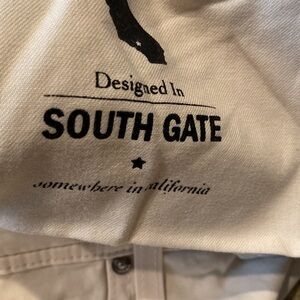 Designed In
SOUTH GATE
somewhere in california